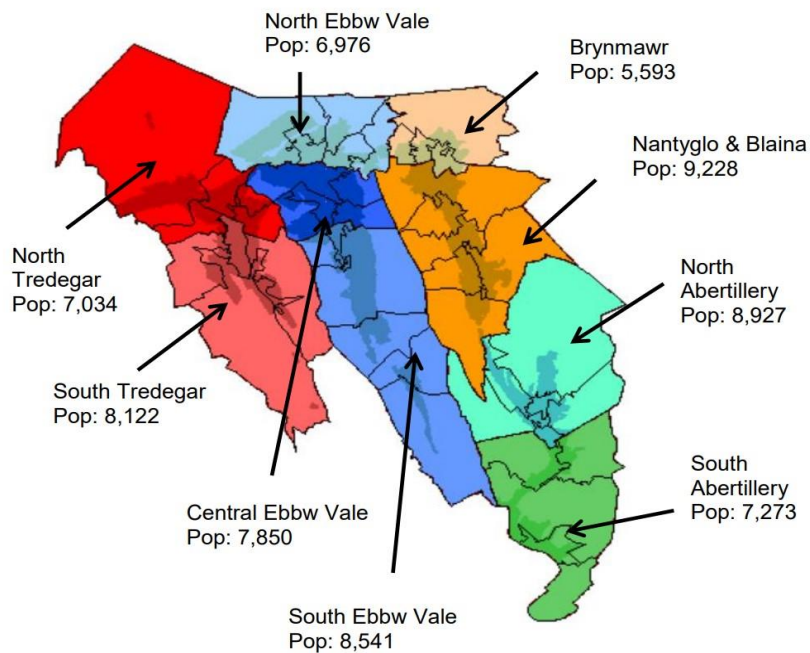 North Ebbw Vale
Pop: 6,976
Brynmawr
Pop: 5,593
Nantyglo & Blaina
Pop: 9,228
North
Tredegar
Pop: 7,034
North
Abertillery
Pop: 8,927
South Tredegar
Pop: 8,122
South
Abertillery
Pop: 7,273
Central Ebbw Vale
Pop: 7,850
South Ebbw Vale
Pop: 8,541